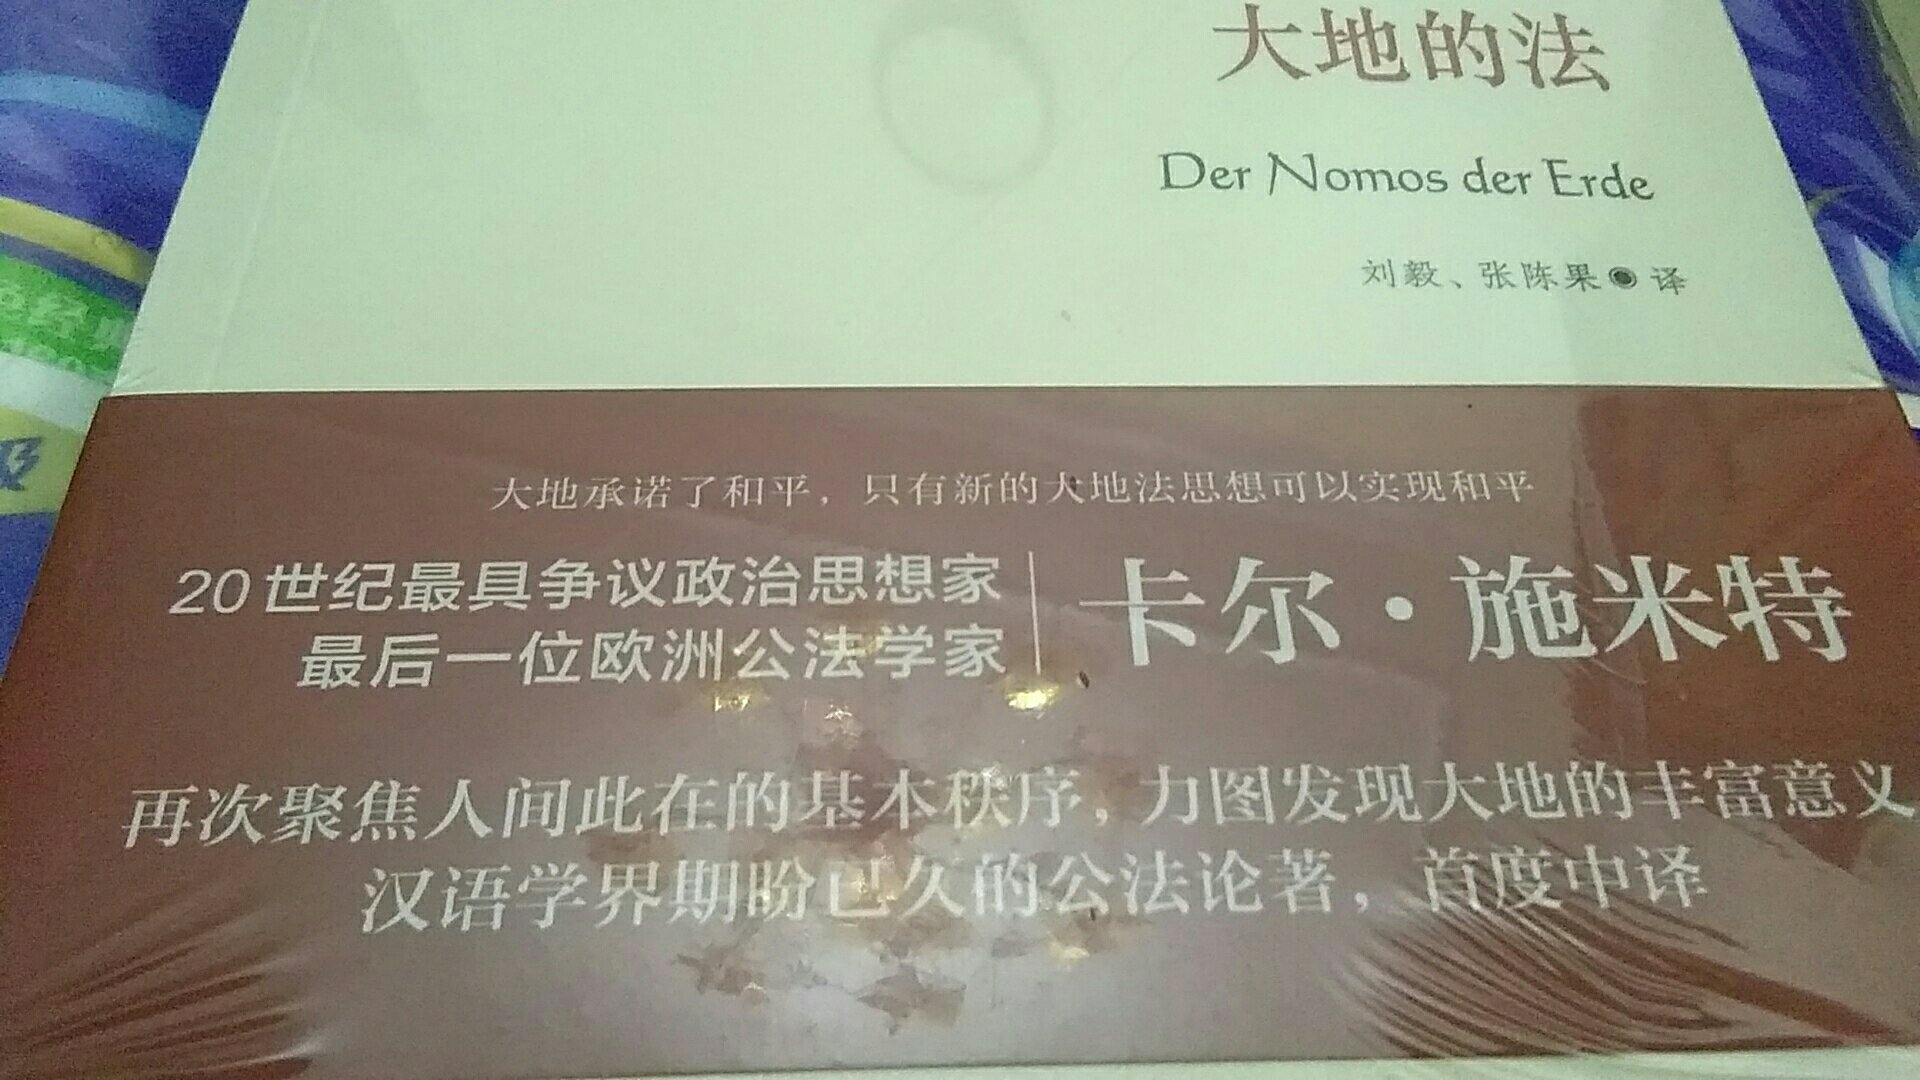 大地的法
Der Nomos der Erde
刘毅、张陈果◉译
大地承诺了和平，只有新的大地法思想可以实现和平
20世纪最具争议政治思想家
最后一位欧洲公法学家
卡尔·施米特
再次聚焦人间此在的基本秩序，力图发现大地的丰富意义
汉语学界期盼已久的公法论著，首度中译
级